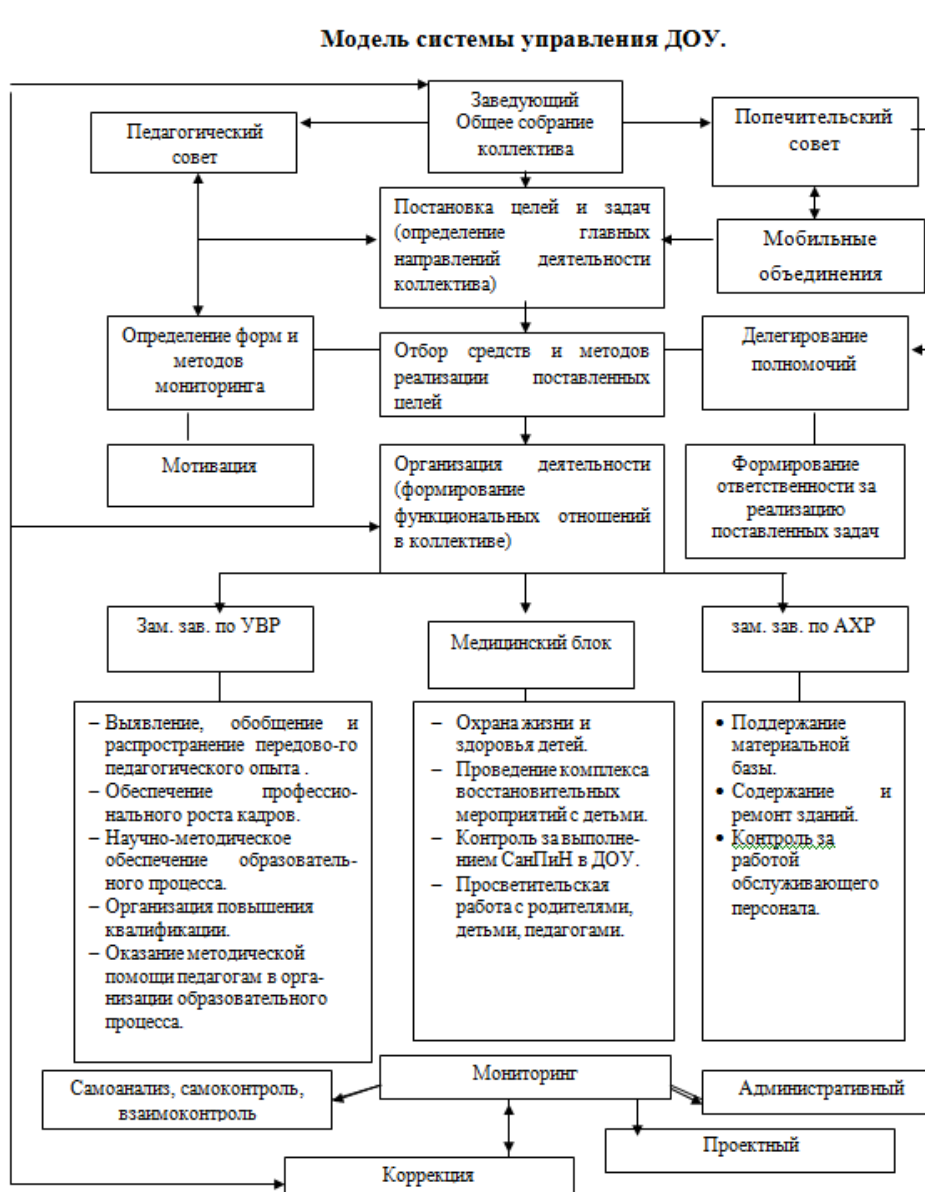 Модель системы управления ДОУ.
Заведующий
Общее собрание
коллектива
Педагогический
совет
Попечительский
совет
Постановка целей и задач
(определение главных
направлений деятельности
коллектива)
Мобильные
объединения
Определение форм и
методов
мониторинга
Отбор средств и методов
реализации поставленных
целей
Делегирование
полномочий
Мотивация
Организация деятельности
(формирование
функциональных отношений
в коллективе)
Формирование
ответственности за
реализацию
поставленных задач
Зам. зав. по УВР
Медицинский блок
зам. зав. по АХР
– Выявление, обобщение и
распространение передово-го
педагогического опыта .
– Обеспечение профессио-
нального роста кадров.
– Научно-методическое
обеспечение образователь-
ного процесса.
– Организация повышения
квалификации.
– Оказание методической
помощи педагогам в орга-
низации образовательного
процесса.
– Охрана жизни и
здоровья детей.
– Проведение комплекса
восстановительных
мероприятий с детьми.
– Контроль за выполне-
нием СанПиН в ДОУ.
– Просветительская
работа с родителями,
детьми, педагогами.
• Поддержание
материальной
базы.
• Содержание и
ремонт зданий.
• Контроль за
работой
обслуживающего
персонала.
Мониторинг
Самоанализ, самоконтроль,
взаимоконтроль
Административный
Проектный
Коррекция